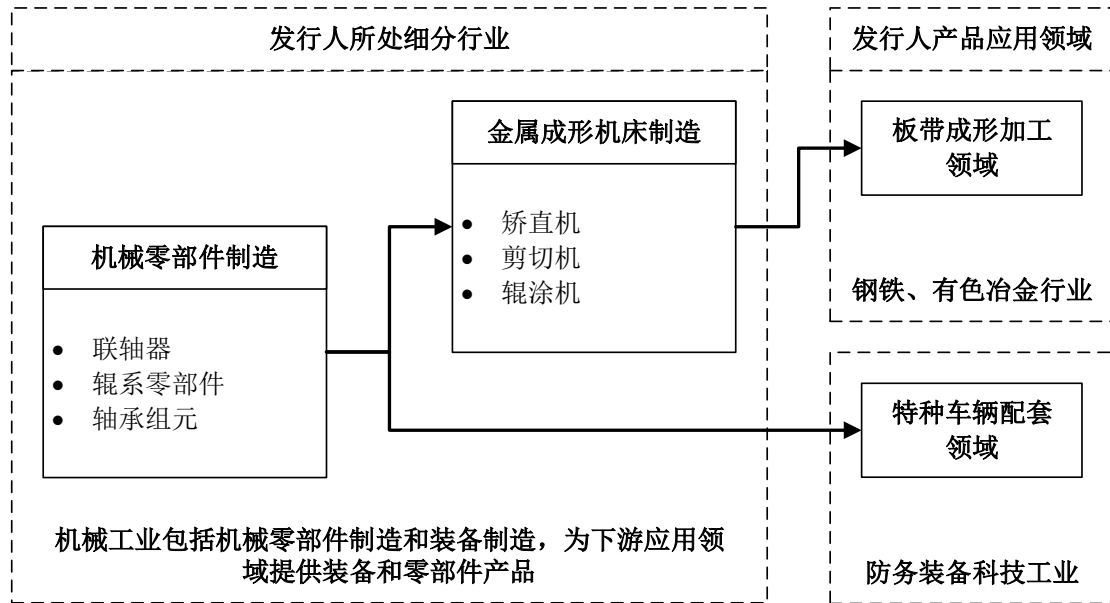 发行人所处细分行业
发行人产品应用领域
金属成形机床制造
• 矫直机
• 剪切机
• 辊涂机
机械零部件制造
• 联轴器
• 辊系零部件
• 轴承组元
机械工业包括机械零部件制造和装备制造，为下游应用领
域提供装备和零部件产品
板带成形加工
领域
钢铁、有色冶金行业
特种车辆配套
领域
防务装备科技工业